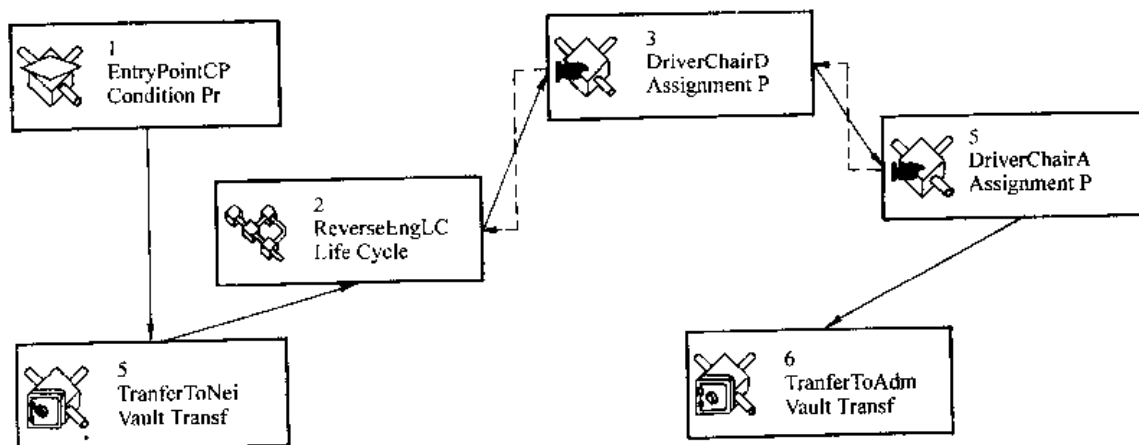 1
EntryPointCP
Condition Pr
3
DriverChairD
Assignment P
5
DriverChairA
Assignment P
2
ReverseEngLC
Life Cycle
5
TranferToNei
Vault Transf
6
TranferToAdm
Vault Transf